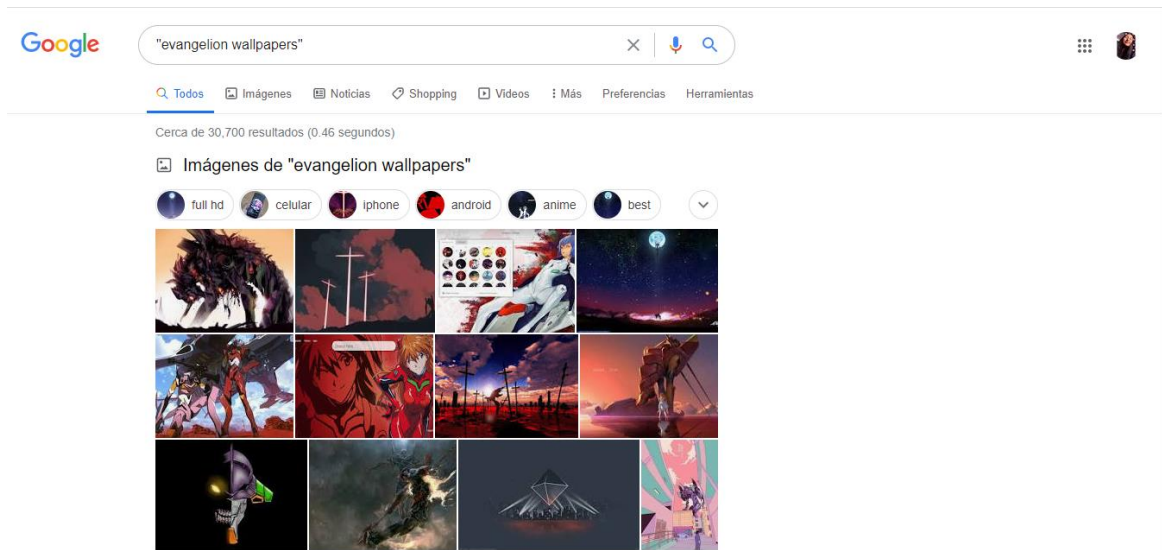 Google
"evangelion wallpapers"
Todos Imágenes Noticias Shopping Videos Más Preferencias Herramientas
Cerca de 30,700 resultados (0.46 segundos)
Imágenes de "evangelion wallpapers"
full hd celular iphone android anime best